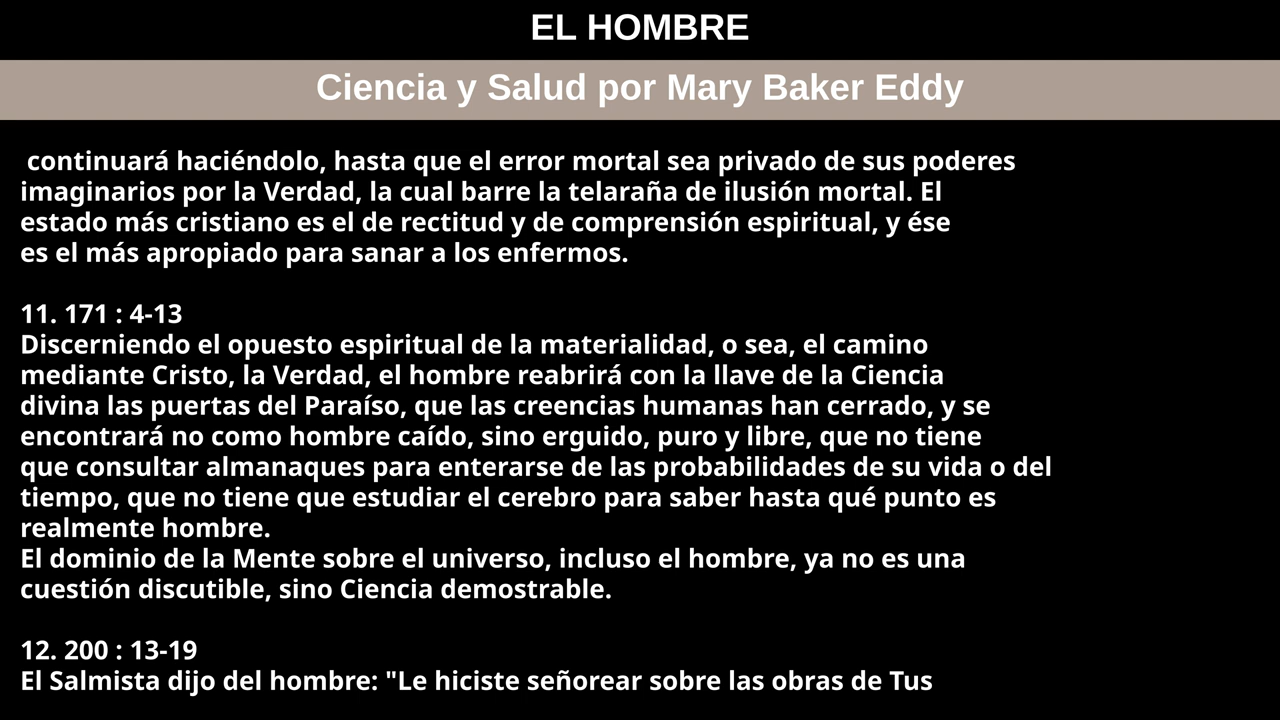 EL HOMBRE
Ciencia y Salud por Mary Baker Eddy
continuará haciéndolo, hasta que el error mortal sea privado de sus poderes
imaginarios por la Verdad, la cual barre la telaraña de ilusión mortal. El
estado más cristiano es el de rectitud y de comprensión espiritual, y ése
es el más apropiado para sanar a los enfermos.
11. 171 : 4-13
Discerniendo el opuesto espiritual de la materialidad, o sea, el camino
mediante Cristo, la Verdad, el hombre reabrirá con la llave de la Ciencia
divina las puertas del Paraíso, que las creencias humanas han cerrado, y se
encontrará no como hombre caído, sino erguido, puro y libre, que no tiene
que consultar almanaques para enterarse de las probabilidades de su vida o del
tiempo, que no tiene que estudiar el cerebro para saber hasta qué punto es
realmente hombre.
El dominio de la Mente sobre el universo, incluso el hombre, ya no es una
cuestión discutible, sino Ciencia demostrable.
12. 200 : 13-19
El Salmista dijo del hombre: "Le hiciste señorear sobre las obras de Tus